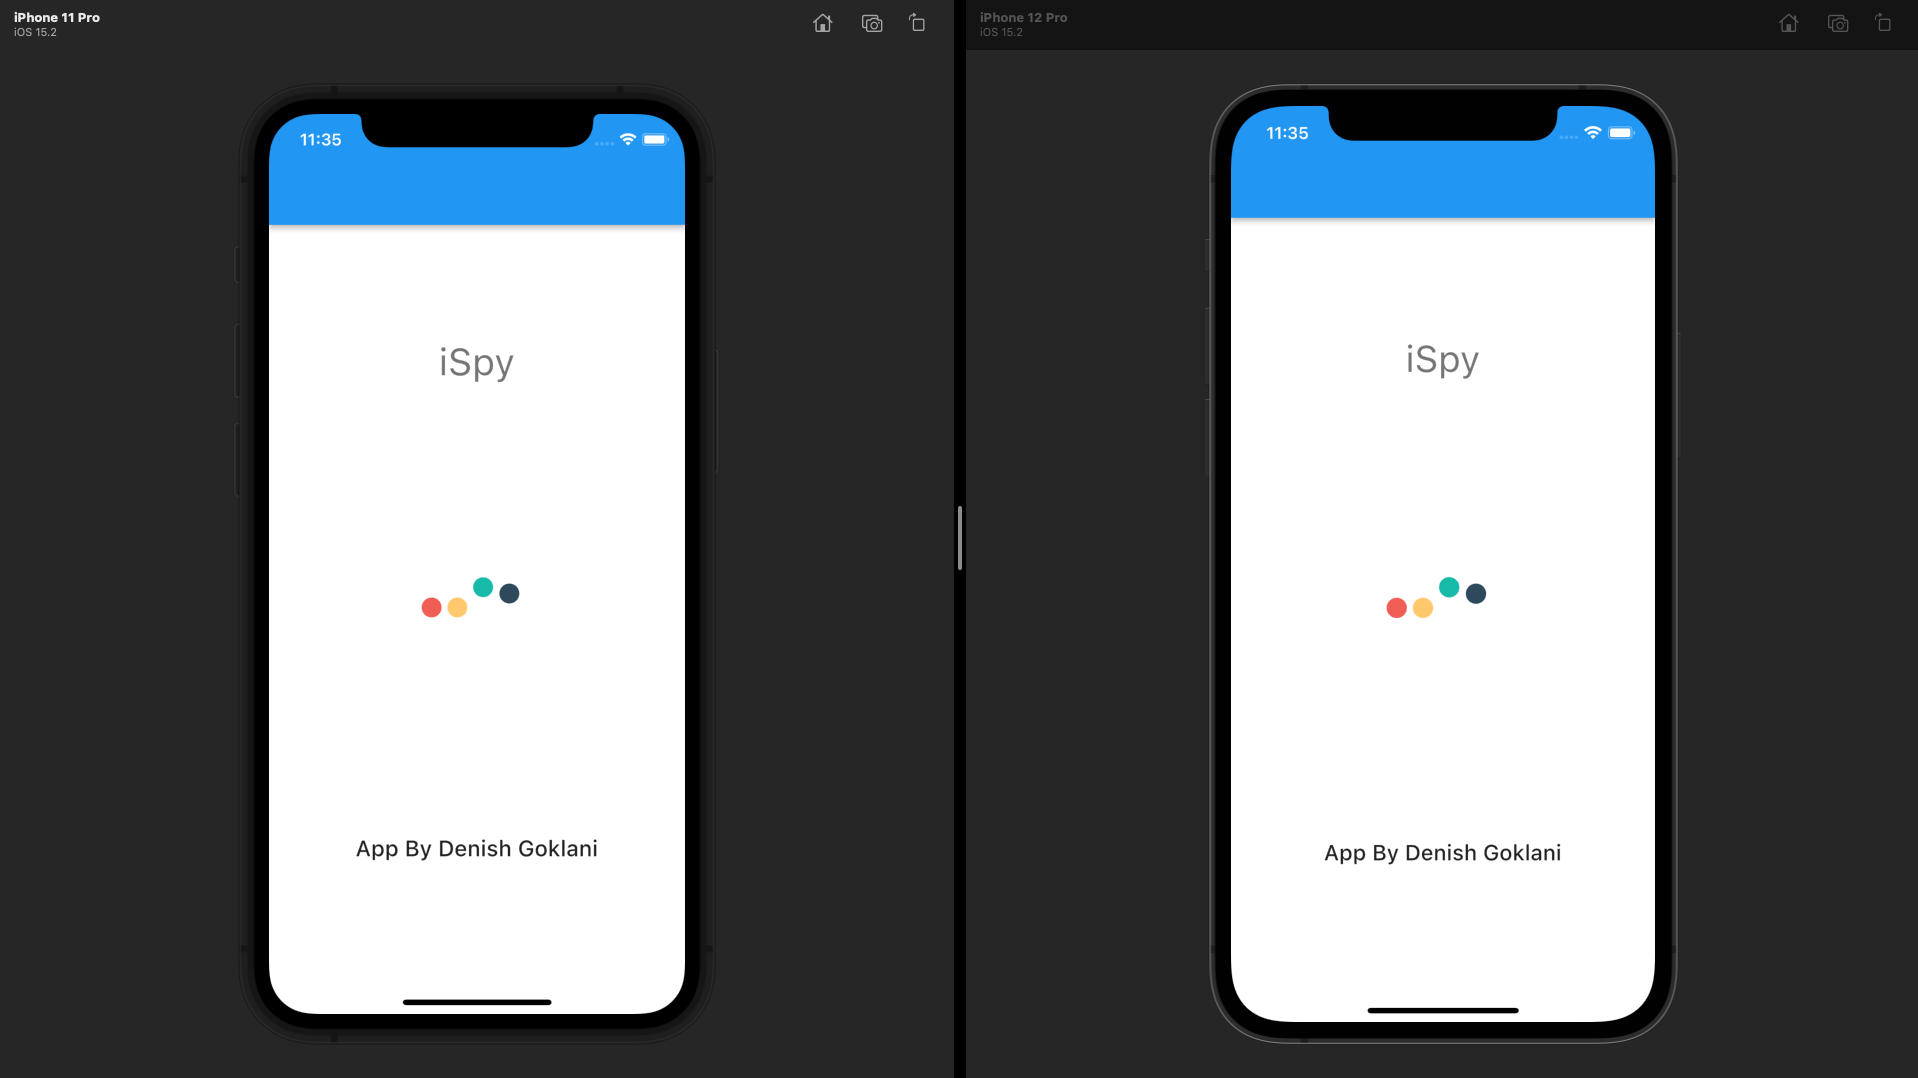 iPhone 11 Pro
iOS 15.2
11:35
iSpy
App By Denish Goklani
iPhone 12 Pro
iOS 15.2
11:35
iSpy
App By Denish Goklani